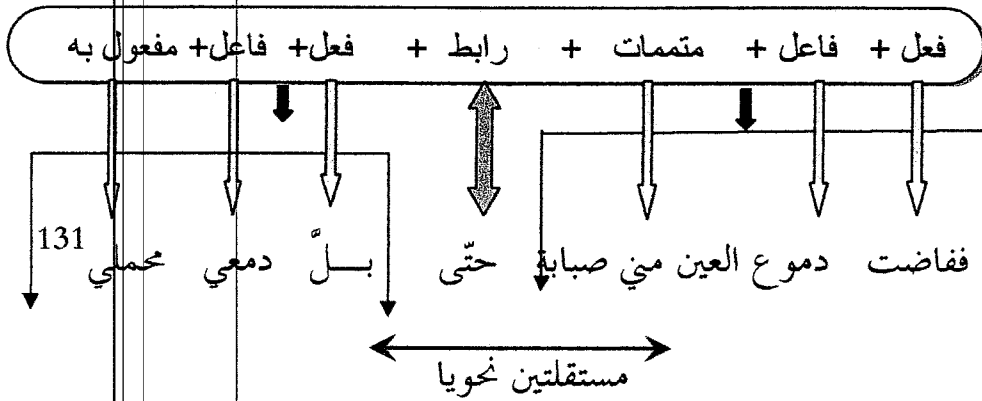 فعل + فاعل + متممات + رابط + فعل+ فاعل+ مفعول به
ففاضت دموع العين مني صبابة حتّى بــلَّ دمعي محملي 131
مستقلتين نحويا